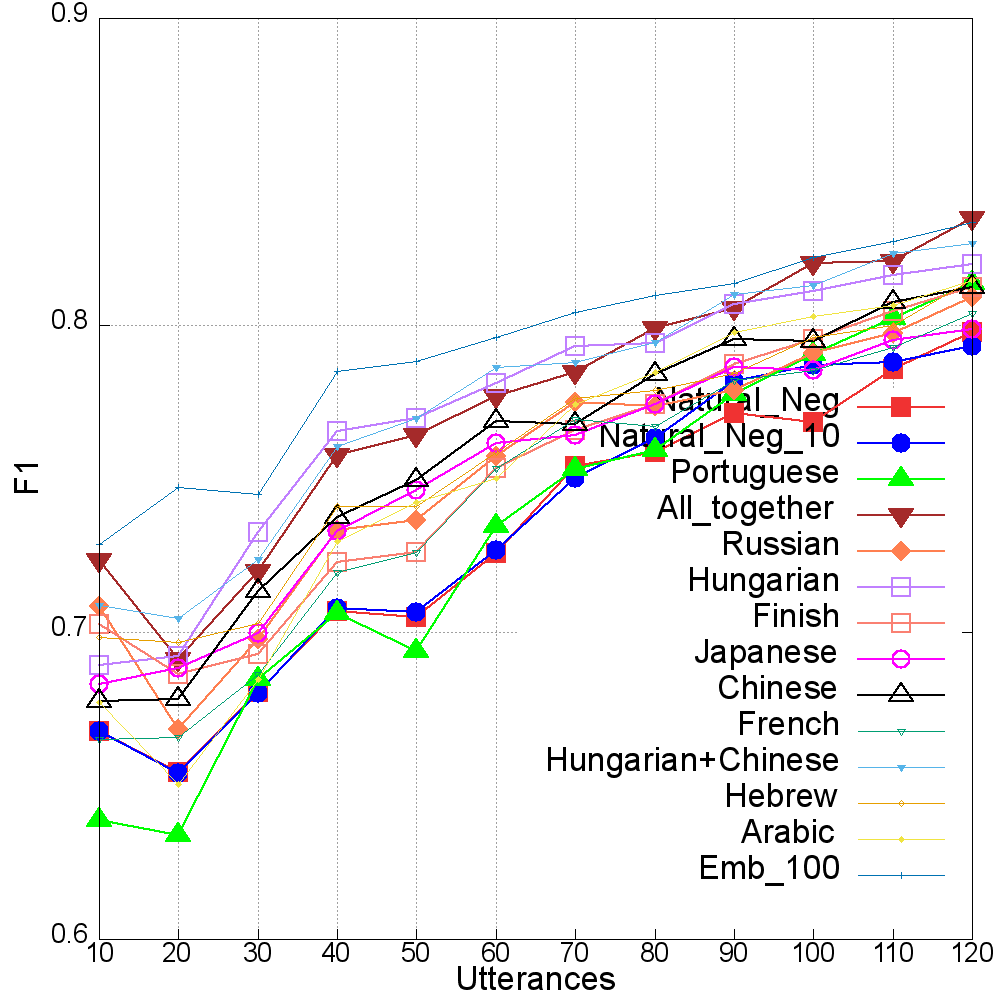 0.9
0.8
0.7
0.6
F1
Natural_Neg
Natural_Neg_10
Portuguese
All_together
Russian
Hungarian
Finish
Japanese
Chinese
French
Hungarian+Chinese
Hebrew
Arabic
Emb_100
10 20 30 40 50 60 70 80 90 100 110 120
Utterances